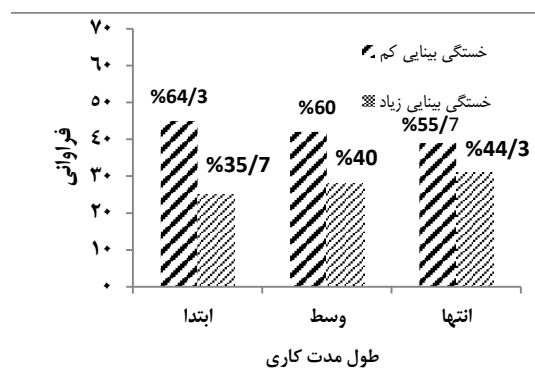 ۷۰
۶۰
۵۰
۴۰
۳۰
۲۰
۱۰
۰
فراوانی
خستگی بینایی کم
خستگی بینایی زیاد
%64/3
%35/7
%60
%40
%55/7
%44/3
ابتدا
وسط
انتها
طول مدت کاری